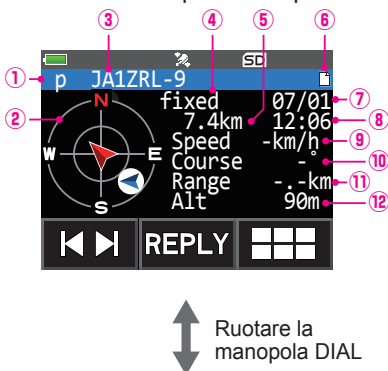 ③ ④ ⑤ ⑥
SD
① p JA1ZRL-9
② N fixed 07/01 ⑦
7.4km 12:06 ⑧
W E Speed -km/h ⑨
Course -° ⑩
Range -.-km ⑪
S Alt 90m ⑫
REPLY
Ruotare la
manopola DIAL